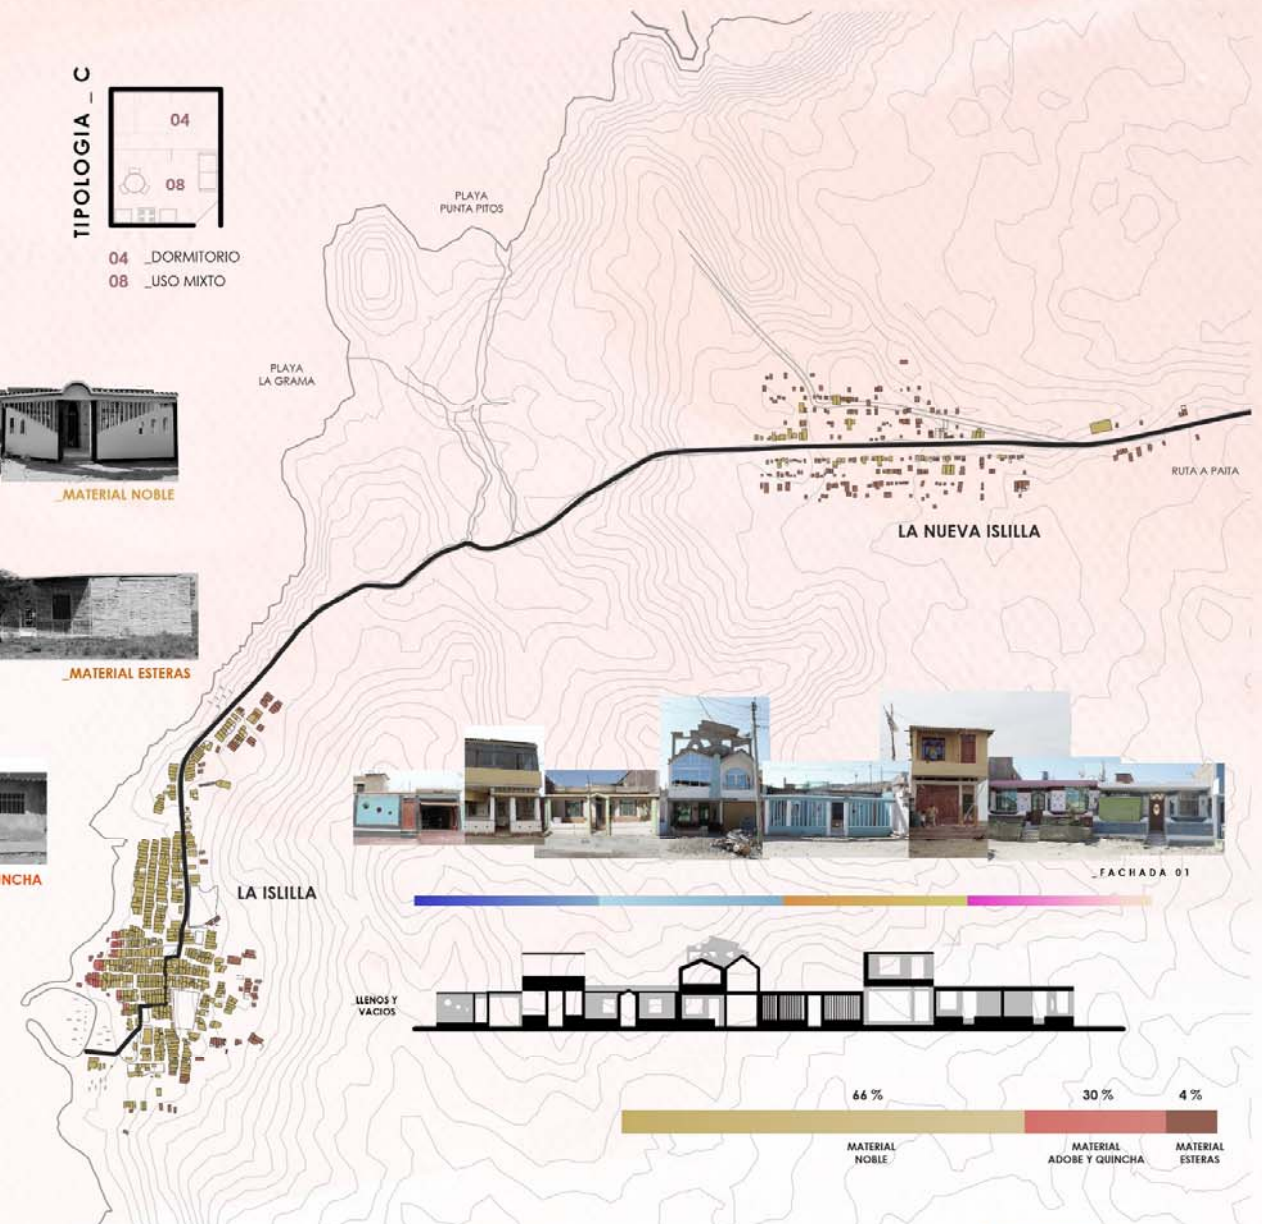 TIPOLOGIA _ C
04
08
04 _DORMITORIO
08 _USO MIXTO
PLAYA
PUNTA PITOS
PLAYA
LA GRAMA
_MATERIAL NOBLE
RUTA A PAITA
LA NUEVA ISLILLA
_MATERIAL ESTERAS
INCHA
LA ISLILLA
_FACHADA 01
LLENOS Y
VACIOS
66 %
30 %
4 %
MATERIAL
NOBLE
MATERIAL
ADOBE Y QUINCHA
MATERIAL
ESTERAS